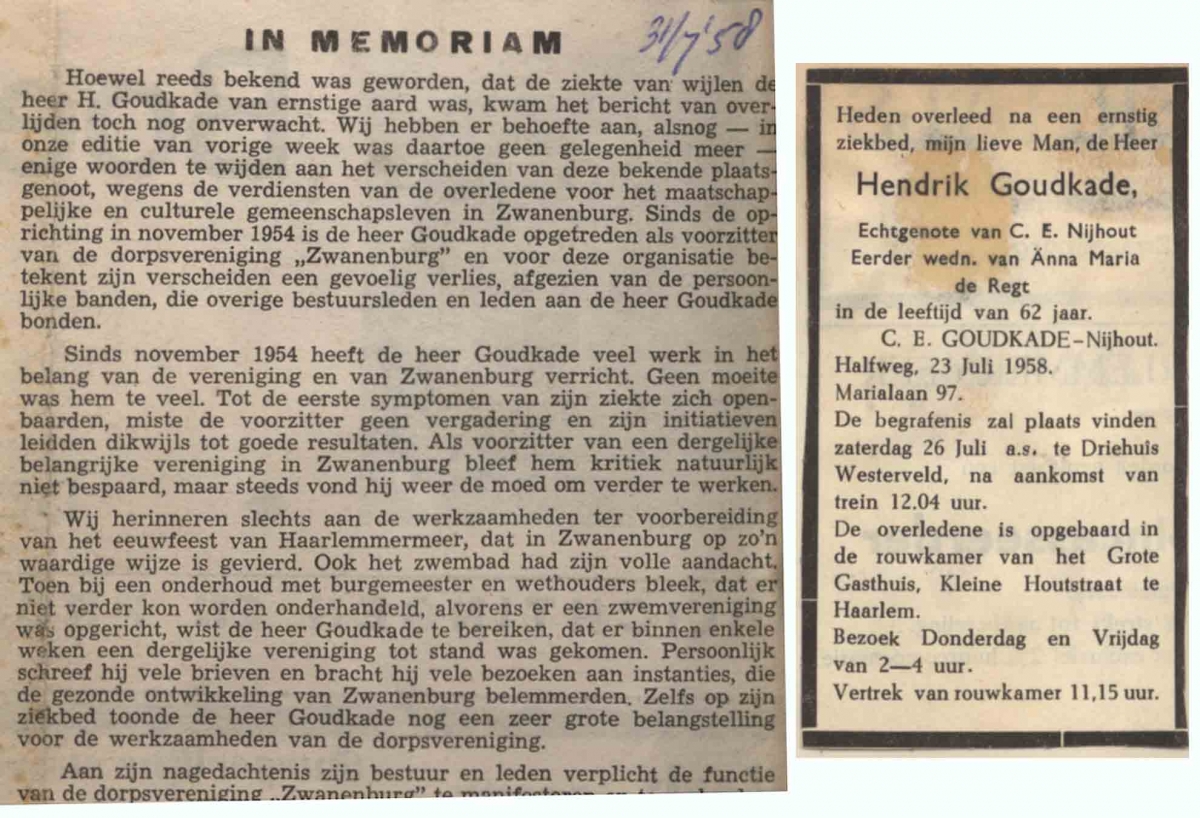 IN MEMORIAM
31/7'58
Hoewel reeds bekend was geworden, dat de ziekte van wijlen de
heer H. Goudkade van ernstige aard was, kwam het bericht van over-
lijden toch nog onverwacht. Wij hebben er behoefte aan, alsnog — in
onze editie van vorige week was daartoe geen gelegenheid meer —
enige woorden te wijden aan het verscheiden van deze bekende plaats-
genoot, wegens de verdiensten van de overledene voor het maatschap-
pelijke en culturele gemeenschapsleven in Zwanenburg. Sinds de op-
richting in november 1954 is de heer Goudkade opgetreden als voorzitter
van de dorpsvereniging „Zwanenburg" en voor deze organisatie be-
tekent zijn verscheiden een gevoelig verlies, afgezien van de persoon-
lijke banden, die overige bestuursleden en leden aan de heer Goudkade
bonden.
Sinds november 1954 heeft de heer Goudkade veel werk in het
belang van de vereniging en van Zwanenburg verricht. Geen moeite
was hem te veel. Tot de eerste symptomen van zijn ziekte zich open-
baarden, miste de voorzitter geen vergadering en zijn initiatieven
leidden dikwijls tot goede resultaten. Als voorzitter van een dergelijke
belangrijke vereniging in Zwanenburg bleef hem kritiek natuurlijk
niet bespaard, maar steeds vond hij weer de moed om verder te werken.
Wij herinneren slechts aan de werkzaamheden ter voorbereiding
van het eeuwfeest van Haarlemmermeer, dat in Zwanenburg op zo'n
waardige wijze is gevierd. Ook het zwembad had zijn volle aandacht.
Toen bij een onderhoud met burgemeester en wethouders bleek, dat er
niet verder kon worden onderhandeld, alvorens er een zwemvereniging
was opgericht, wist de heer Goudkade te bereiken, dat er binnen enkele
weken een dergelijke vereniging tot stand was gekomen. Persoonlijk
schreef hij vele brieven en bracht hij vele bezoeken aan instanties, die
de gezonde ontwikkeling van Zwanenburg belemmerden. Zelfs op zijn
ziekbed toonde de heer Goudkade nog een zeer grote belangstelling
voor de werkzaamheden van de dorpsvereniging.
Aan zijn nagedachtenis zijn bestuur en leden verplicht de functie
van de dorpsvereniging „Zwanenburg" te manifesteren en te
Heden overleed na een ernstig
ziekbed, mijn lieve Man, de Heer
Hendrik Goudkade,
Echtgenote van C. E. Nijhout
Eerder wedn. van Änna Maria
de Regt
in de leeftijd van 62 jaar.
C. E. GOUDKADE-Nijhout.
Halfweg, 23 Juli 1958.
Marialaan 97.
De begrafenis zal plaats vinden
zaterdag 26 Juli a.s. te Driehuis
Westerveld, na aankomst van
trein 12.04 uur.
De overledene is opgebaard in
de rouwkamer van het Grote
Gasthuis, Kleine Houtstraat te
Haarlem.
Bezoek Donderdag en Vrijdag
van 2—4 uur.
Vertrek van rouwkamer 11,15 uur.